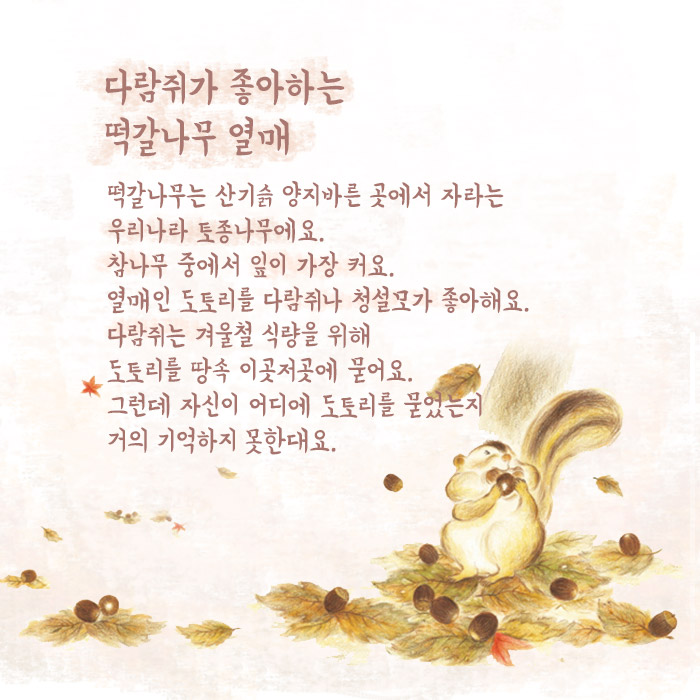 다람쥐가 좋아하는
떡갈나무 열매
떡갈나무는 산기슭 양지바른 곳에서 자라는
우리나라 토종나무에요.
참나무 중에서 잎이 가장 커요.
열매인 도토리를 다람쥐나 청설모가 좋아해요.
다람쥐는 겨울철 식량을 위해
도토리를 땅속 이곳저곳에 묻어요.
그런데 자신이 어디에 도토리를 묻었는지
거의 기억하지 못한대요.